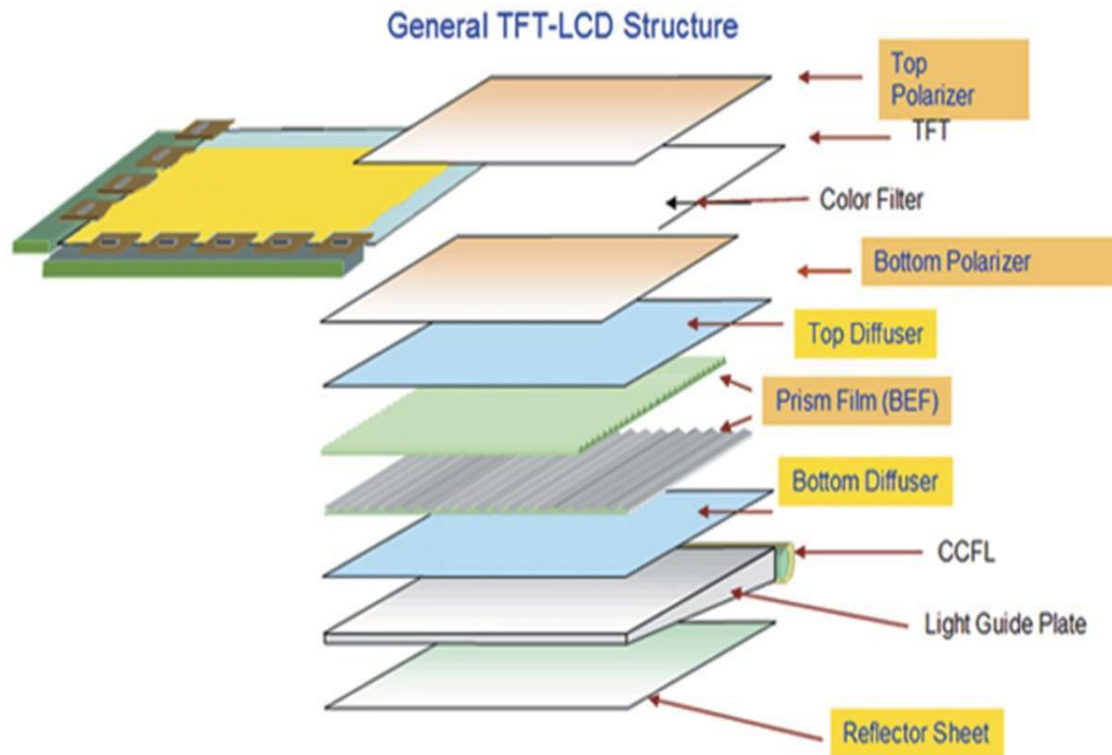 General TFT-LCD Structure
Top
Polarizer
TFT
Color Filter
Bottom Polarizer
Top Diffuser
Prism Film (BEF)
Bottom Diffuser
CCFL
Light Guide Plate
Reflector Sheet